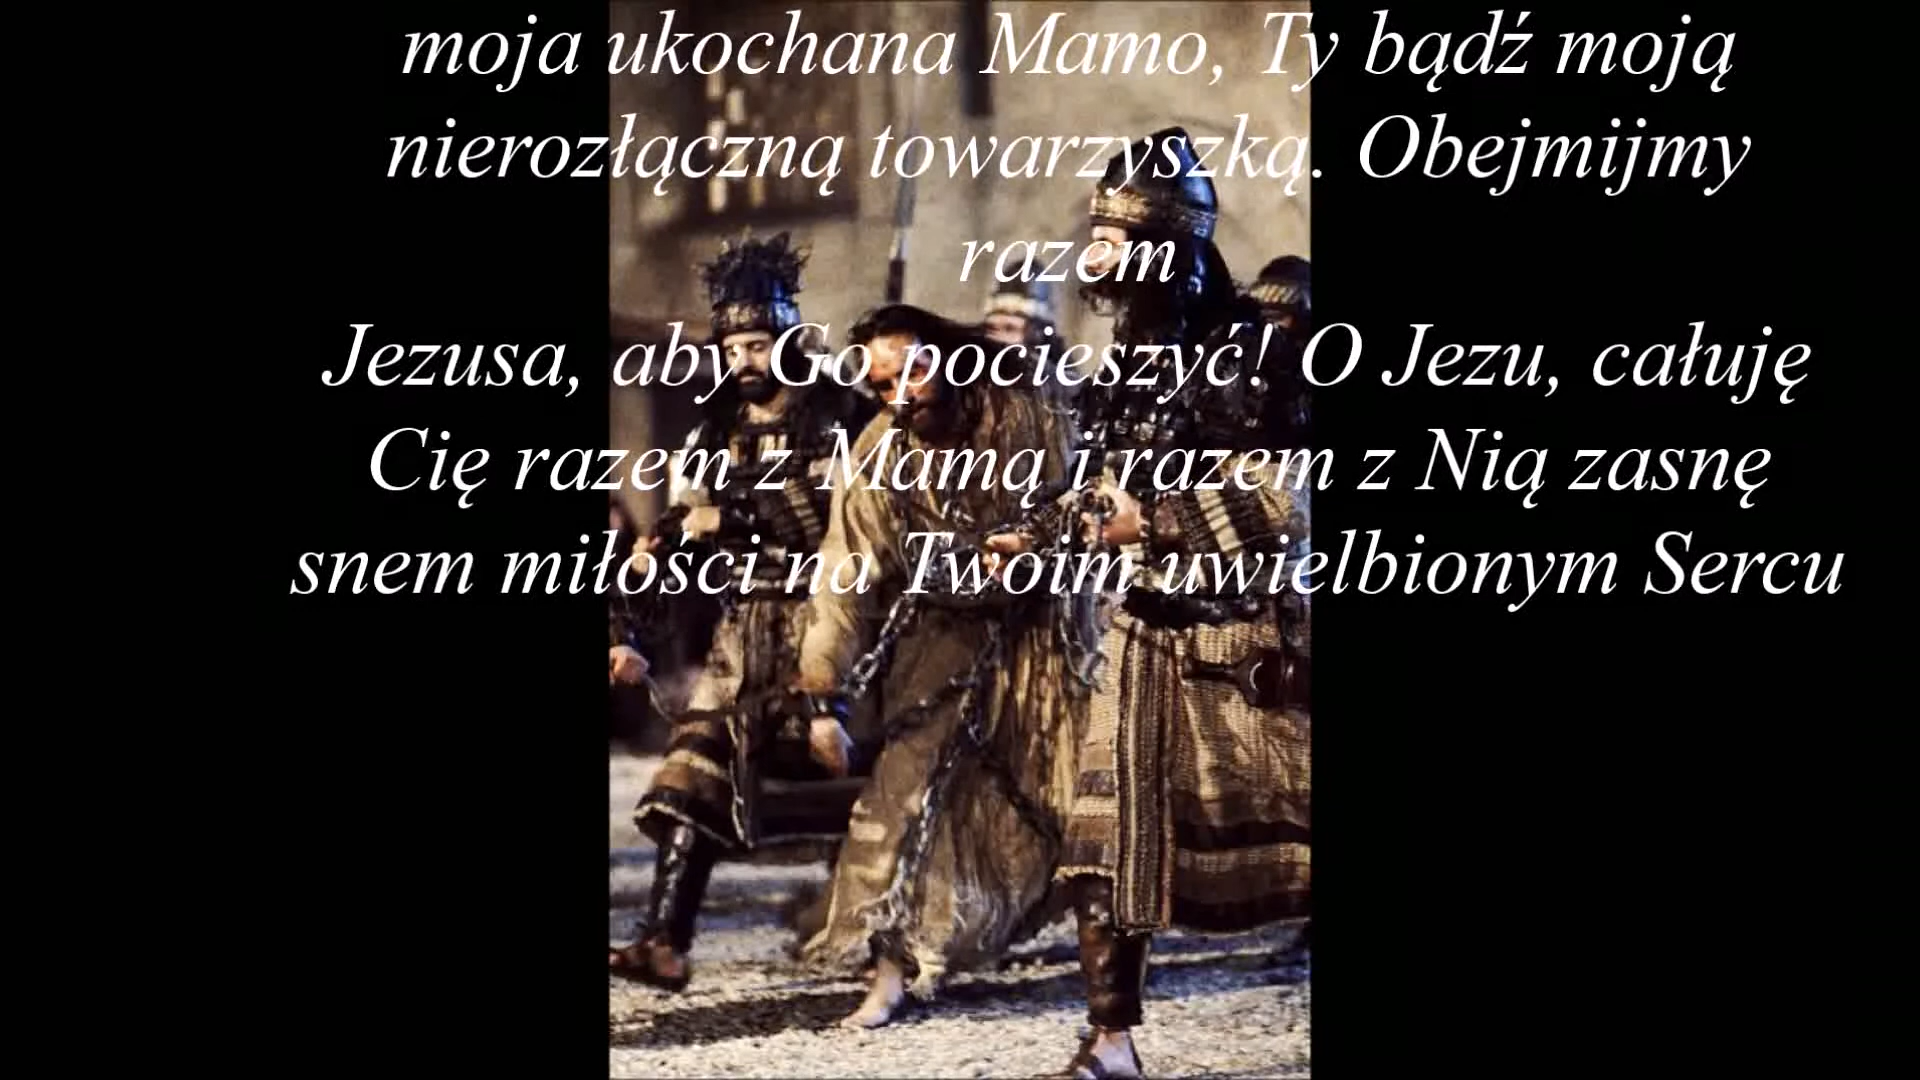 moja ukochana Mamo, Ty bądź moją
nierozłączną towarzyszką. Obejmijmy
razem
Jezusa, aby Go pocieszyć! O Jezu, całuję
Cię razem z Mamą i razem z Nią zasnę
snem miłości na Twoim uwielbionym Sercu